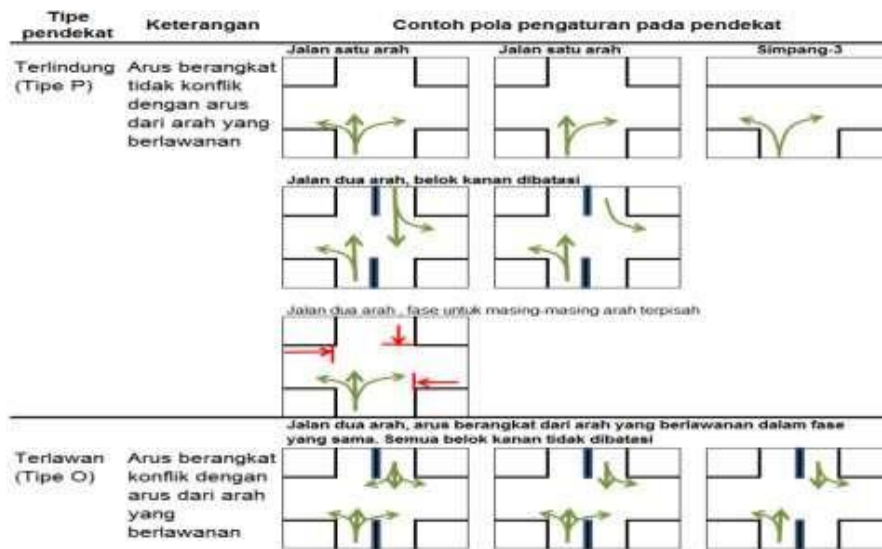 Tipe pendekat
Keterangan
Contoh pola pengaturan pada pendekat
Jalan satu arah
Jalan satu arah
Simpang-3
Terlindung
(Tipe P)
Arus berangkat
tidak konflik
dengan arus
dari arah yang
berlawanan
Jalan dua arah, belok kanan dibatasi
Jalan dua arah , fase untuk masing-masing arah terpisah
Jalan dua arah, arus berangkat dari arah yang berlawanan dalam fase
yang sama. Semua belok kanan tidak dibatasi
Terlawan
(Tipe O)
Arus berangkat
konflik dengan
arus dari arah
yang
berlawanan